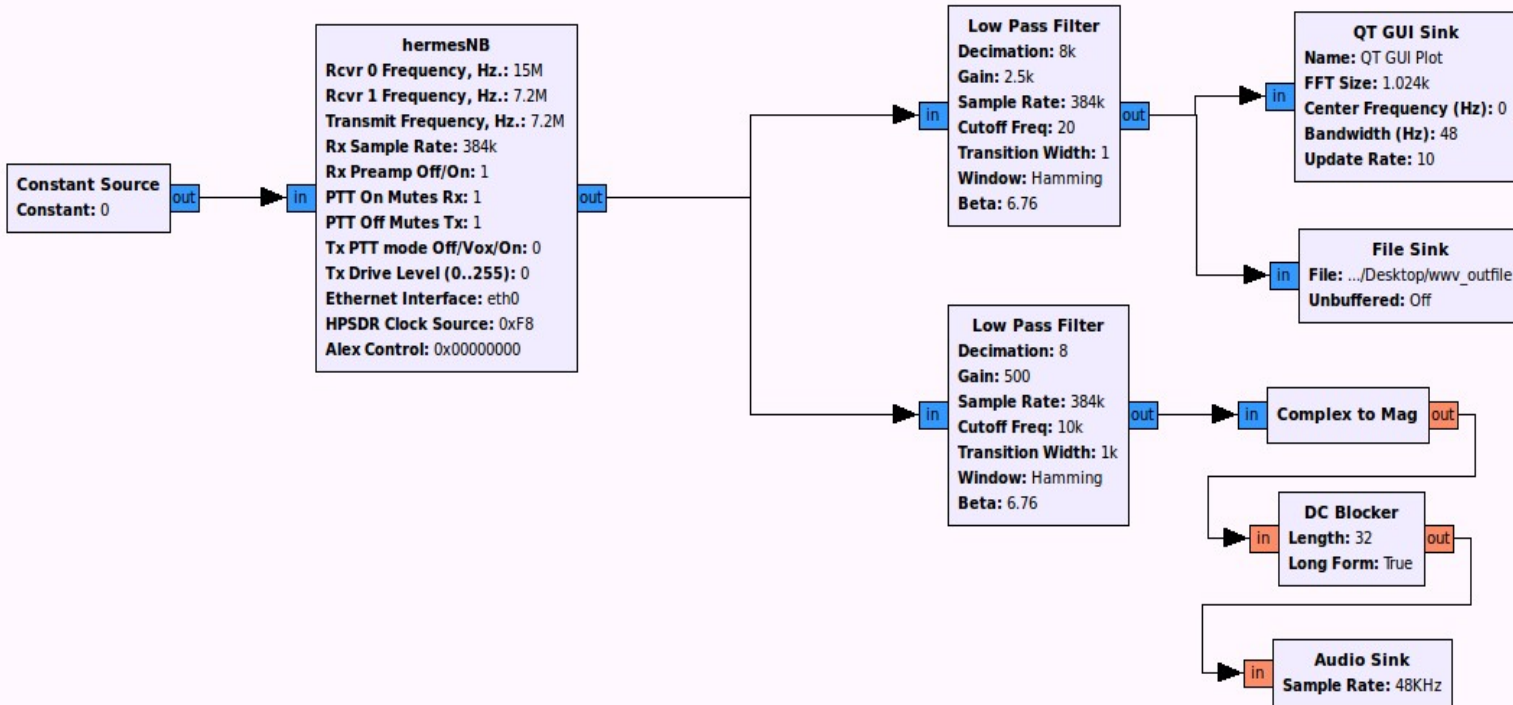 Constant Source
Constant: 0
out
in
hermesNB
Rcvr 0 Frequency, Hz.: 15M
Rcvr 1 Frequency, Hz.: 7.2M
Transmit Frequency, Hz.: 7.2M
Rx Sample Rate: 384k
Rx Preamp Off/On: 1
PTT On Mutes Rx: 1
PTT Off Mutes Tx: 1
Tx PTT mode Off/Vox/On: 0
Tx Drive Level (0..255): 0
Ethernet Interface: eth0
HPSDR Clock Source: 0xF8
Alex Control: 0x00000000
out
in
Low Pass Filter
Decimation: 8k
Gain: 2.5k
Sample Rate: 384k
Cutoff Freq: 20
Transition Width: 1
Window: Hamming
Beta: 6.76
out
in
QT GUI Sink
Name: QT GUI Plot
FFT Size: 1.024k
Center Frequency (Hz): 0
Bandwidth (Hz): 48
Update Rate: 10
in
File Sink
File: .../Desktop/wwv_outfile
Unbuffered: Off
in
Low Pass Filter
Decimation: 8
Gain: 500
Sample Rate: 384k
Cutoff Freq: 10k
Transition Width: 1k
Window: Hamming
Beta: 6.76
out
in
Complex to Mag
out
in
DC Blocker
Length: 32
Long Form: True
out
in
Audio Sink
Sample Rate: 48KHz